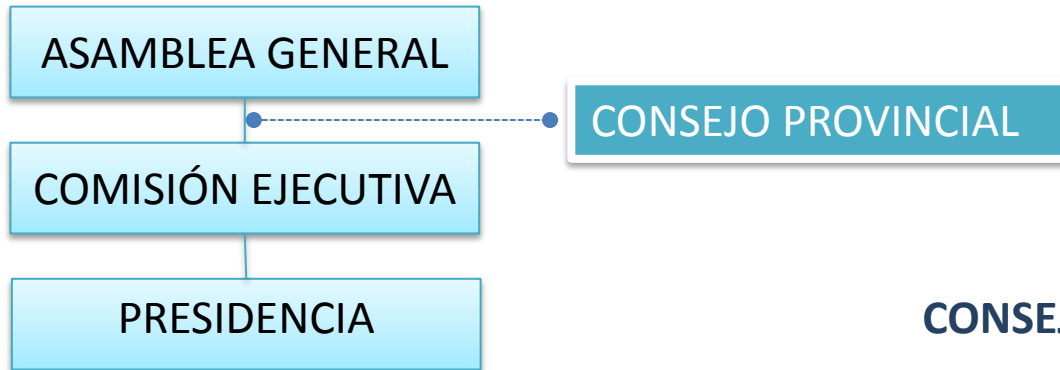 ASAMBLEA GENERAL
CONSEJO PROVINCIAL
COMISIÓN EJECUTIVA
PRESIDENCIA